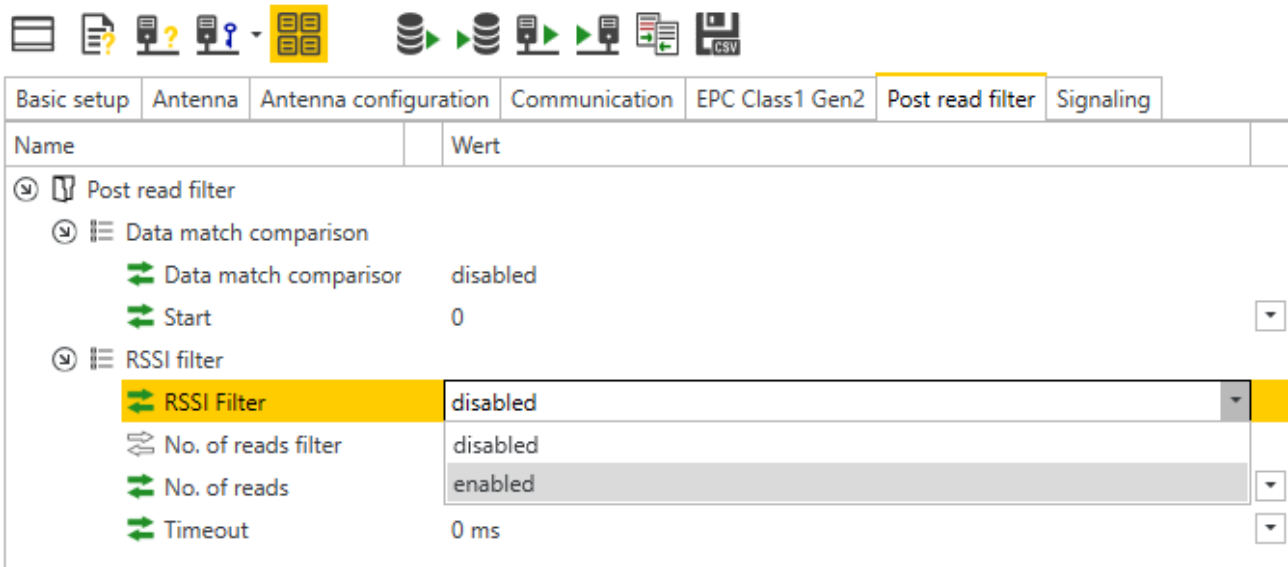 ? ?
CSV
Basic setup Antenna Antenna configuration Communication EPC Class1 Gen2 Post read filter Signaling
Name Wert
Post read filter
Data match comparison
Data match comparisor disabled
Start 0
RSSI filter
RSSI Filter disabled
No. of reads filter disabled
No. of reads enabled
Timeout 0 ms